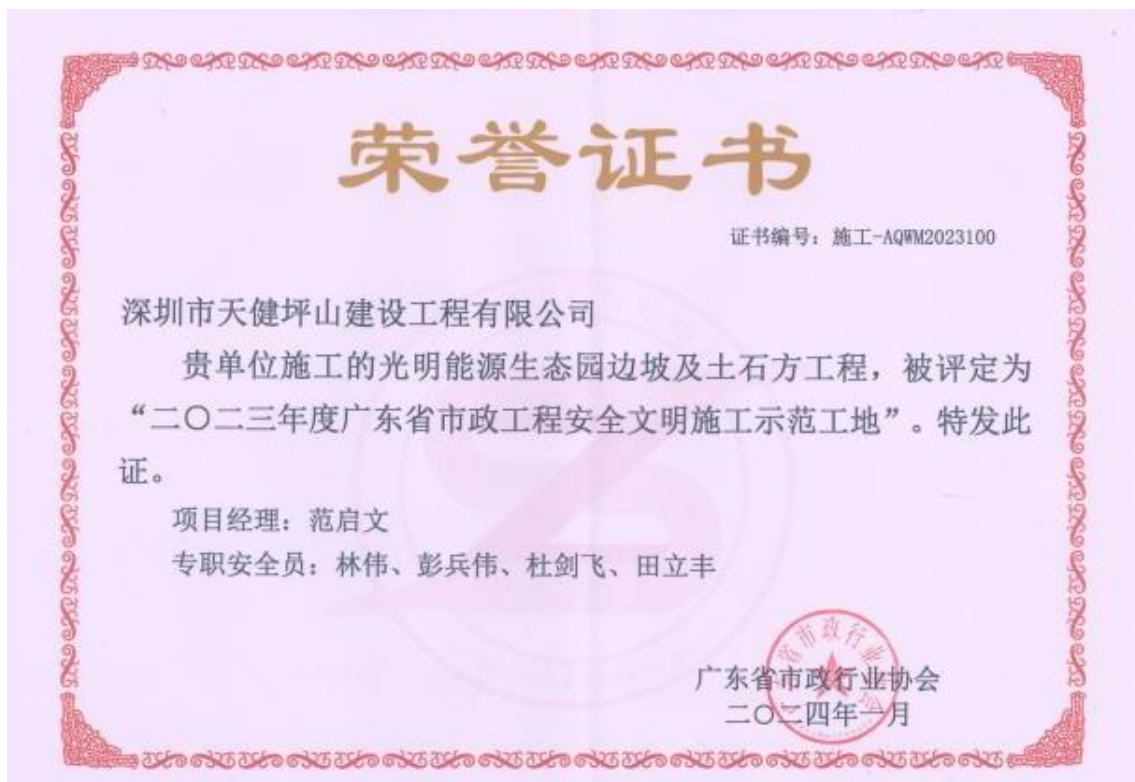 荣誉证书
证书编号：施工-AQWM2023100
深圳市天健坪山建设工程有限公司
贵单位施工的光明能源生态园边坡及土石方工程，被评定为
“二〇二三年度广东省市政工程安全文明施工示范工地”。特发此
证。
项目经理：范启文
专职安全员：林伟、彭兵伟、杜剑飞、田立丰
广东省市政行业协会
二〇二四年一月